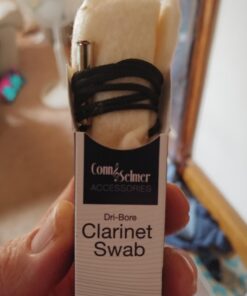 Conn Selmer
ACCESSORIES
Dri-Bore
Clarinet
Swab